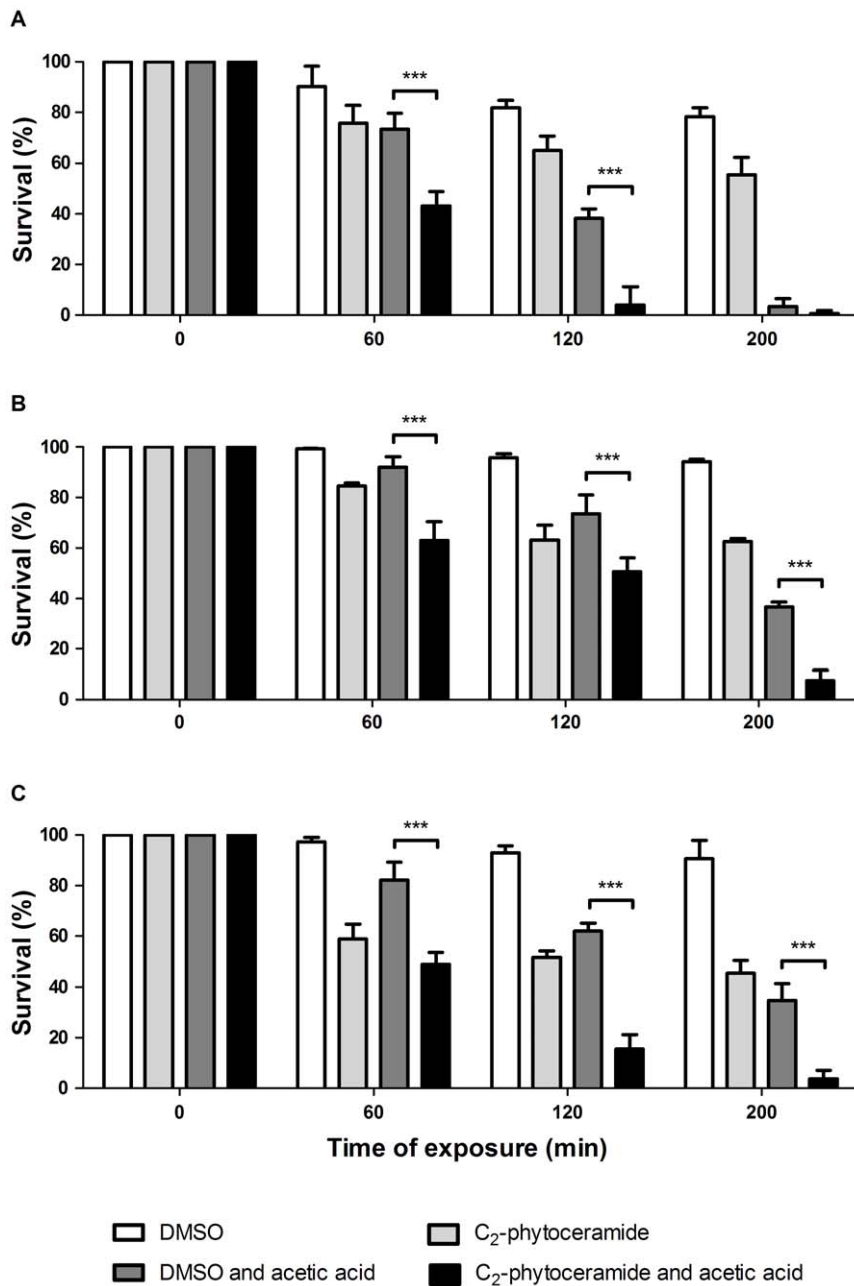 A
100
80
60
40
20
0
Survival (%)
***
***
0 60 120 200
B
100
80
60
40
20
0
Survival (%)
***
***
***
0 60 120 200
C
100
80
60
40
20
0
Survival (%)
***
***
***
0 60 120 200
Time of exposure (min)
DMSO C₂-phytoceramide
DMSO and acetic acid C₂-phytoceramide and acetic acid